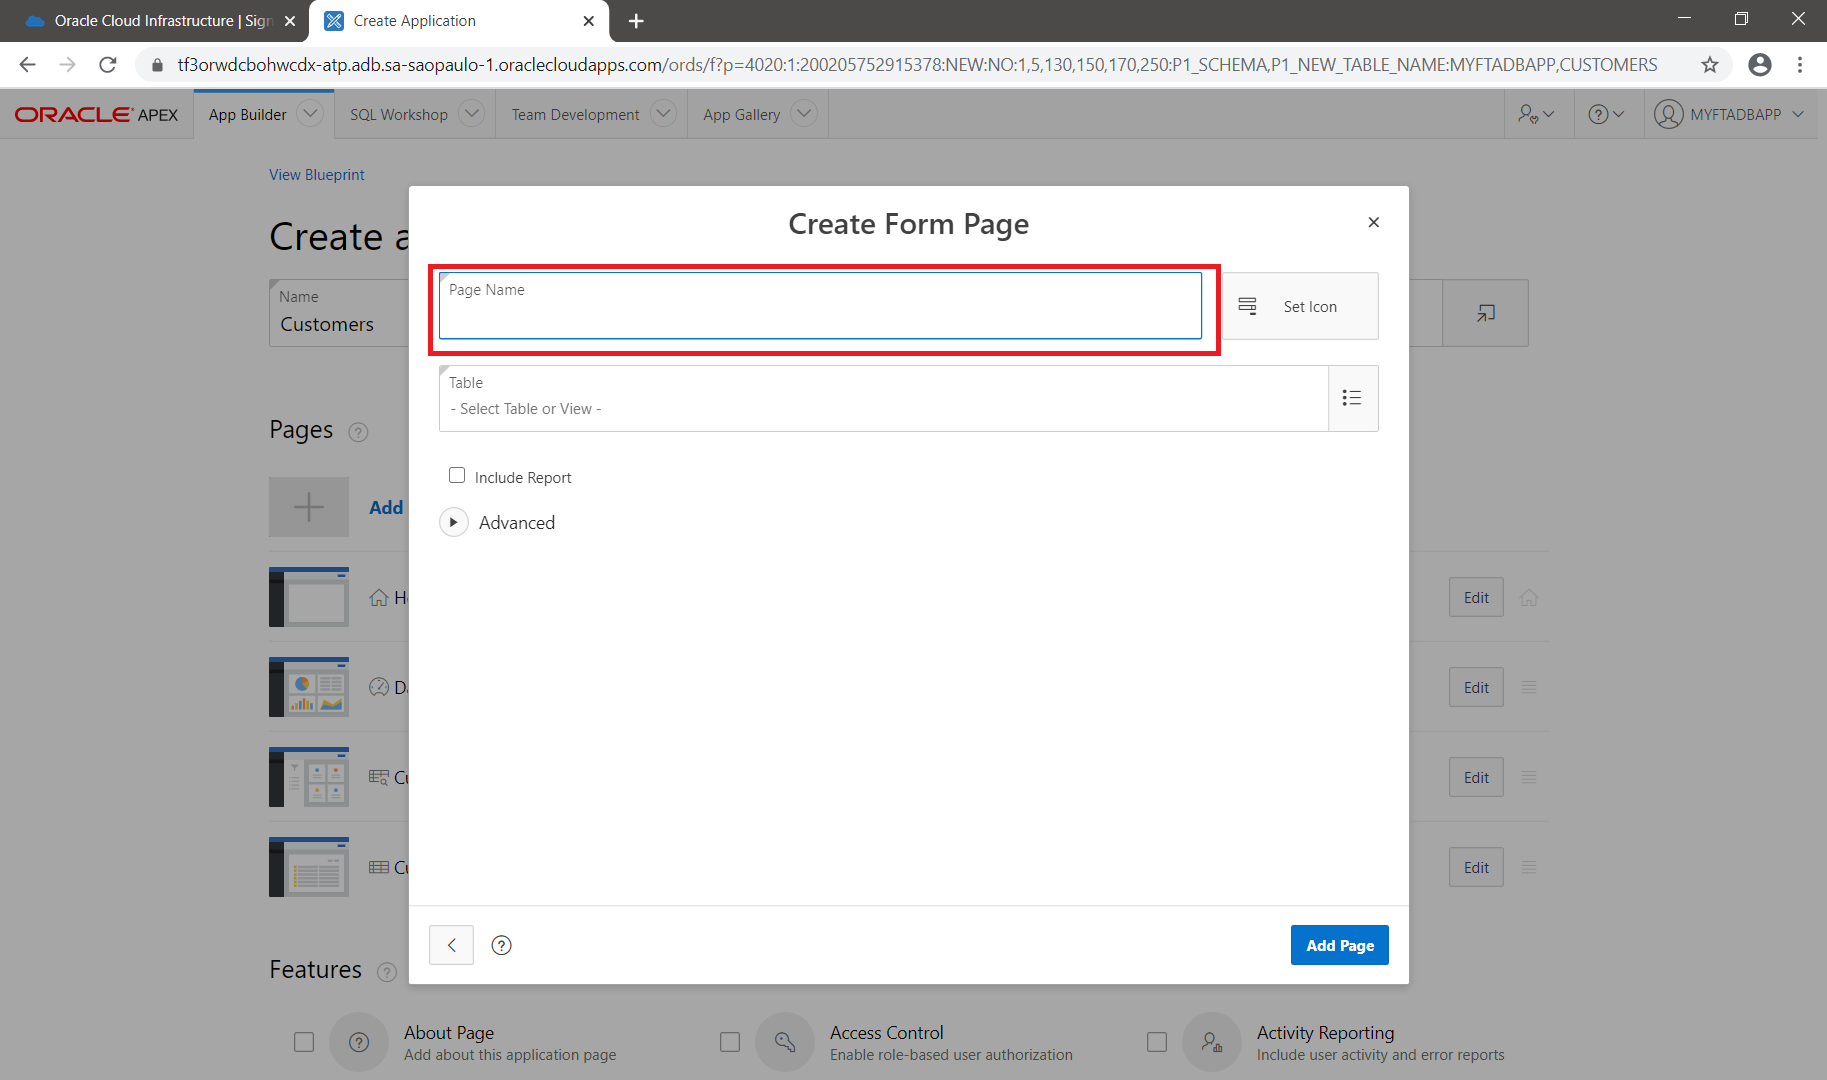 Oracle Cloud Infrastructure | Sign
Create Application
tf3orwdcbohwcdx-atp.adb.sa-saopaulo-1.oraclecloudapps.com/ords/f?p=4020:1:200205752915378:NEW:NO:1,5,130,150,170,250:P1_SCHEMA,P1_NEW_TABLE_NAME:MYFTADBAPP,CUSTOMERS
ORACLE APEX
App Builder
SQL Workshop
Team Development
App Gallery
MYFTADBAPP
View Blueprint
Create a
Name
Customers
Create Form Page
Page Name
Set Icon
Table
- Select Table or View -
Include Report
Advanced
Pages
Add
Edit
Edit
Edit
Edit
Add Page
Features
About Page
Add about this application page
Access Control
Enable role-based user authorization
Activity Reporting
Include user activity and error reports